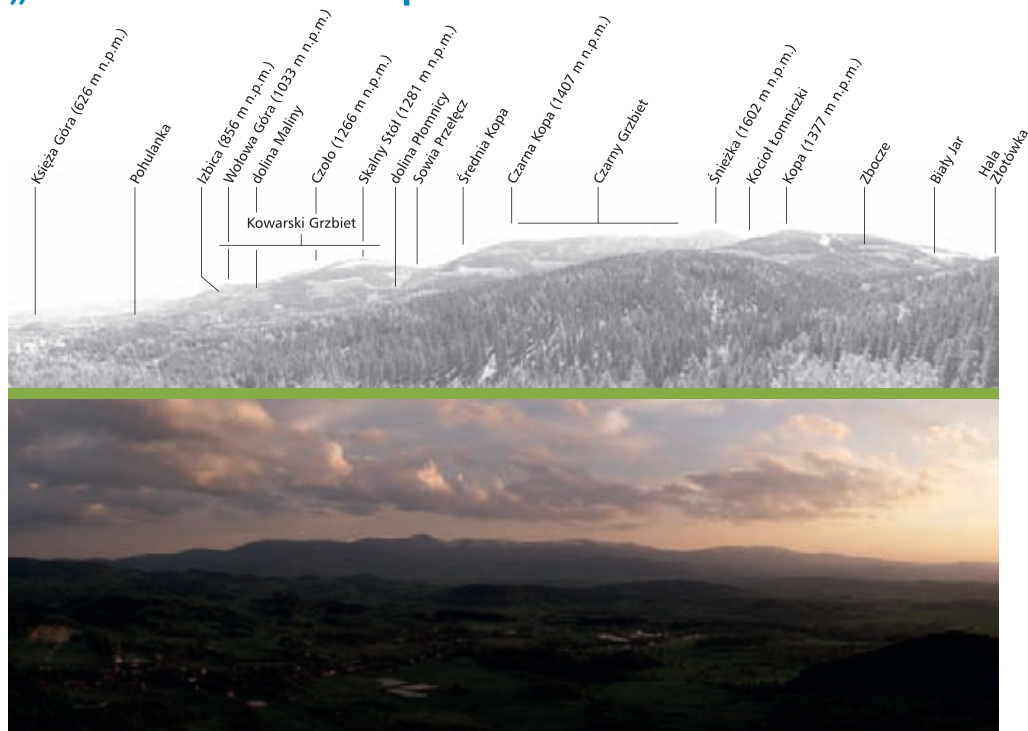 „
Księża Góra (626 m n.p.m.)
Pohulanka
Izbica (856 m n.p.m.)
Wołowa Góra (1033 m n.p.m.)
dolina Maliny
Czoło (1266 m n.p.m.)
Skalny Stół (1281 m n.p.m.)
dolina Płomnicy
Sowia Przełęcz
Średnia Kopa
Czarna Kopa (1407 m n.p.m.)
Czarny Grzbiet
Śnieżka (1602 m n.p.m.)
Kocioł Łomniczki
Kopa (1377 m n.p.m.)
Zbocze
Biały Jar
Hala
Złotówka
Kowarski Grzbiet